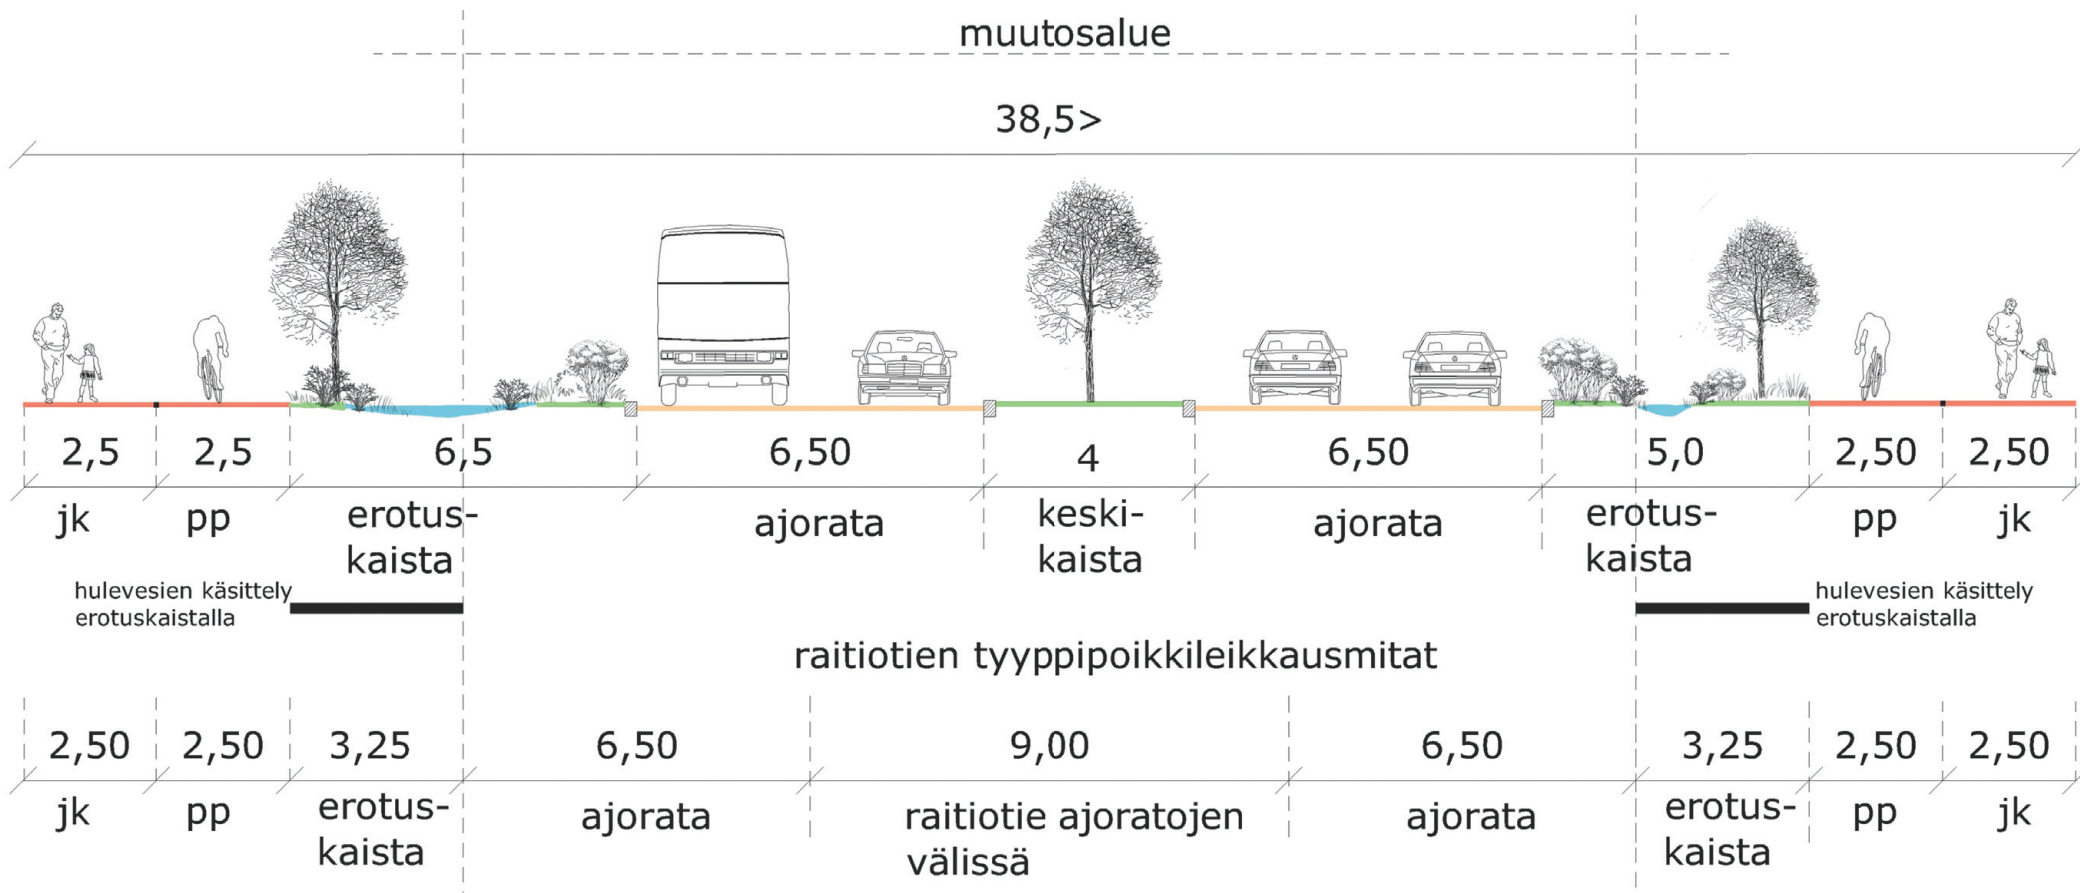 muutosalue
38,5>
2,5 2,5 6,5 6,50 4 6,50 5,0 2,50 2,50
jk pp erotus- ajorata keski- ajorata erotus- pp jk
kaista kaista kaista
hulevesien käsittely hulevesien käsittely
erotuskaistalla erotuskaistalla
raitiotien tyyppipoikkileikkausmitat
2,50 2,50 3,25 6,50 9,00 6,50 3,25 2,50 2,50
jk pp erotus- ajorata raitiotie ajoratojen ajorata erotus- pp jk
kaista välissä kaista